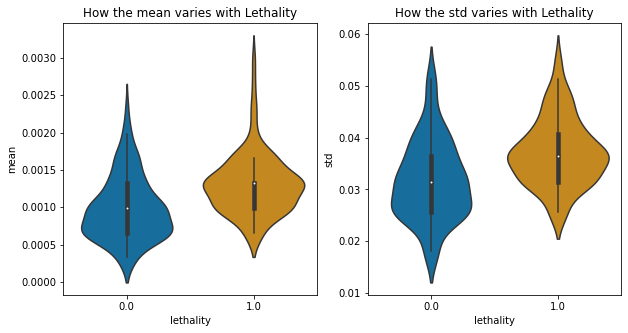 How the mean varies with Lethality
mean
0.0030
0.0025
0.0020
0.0015
0.0010
0.0005
0.0000
0.0
1.0
lethality
How the std varies with Lethality
std
0.06
0.05
0.04
0.03
0.02
0.01
0.0
1.0
lethality